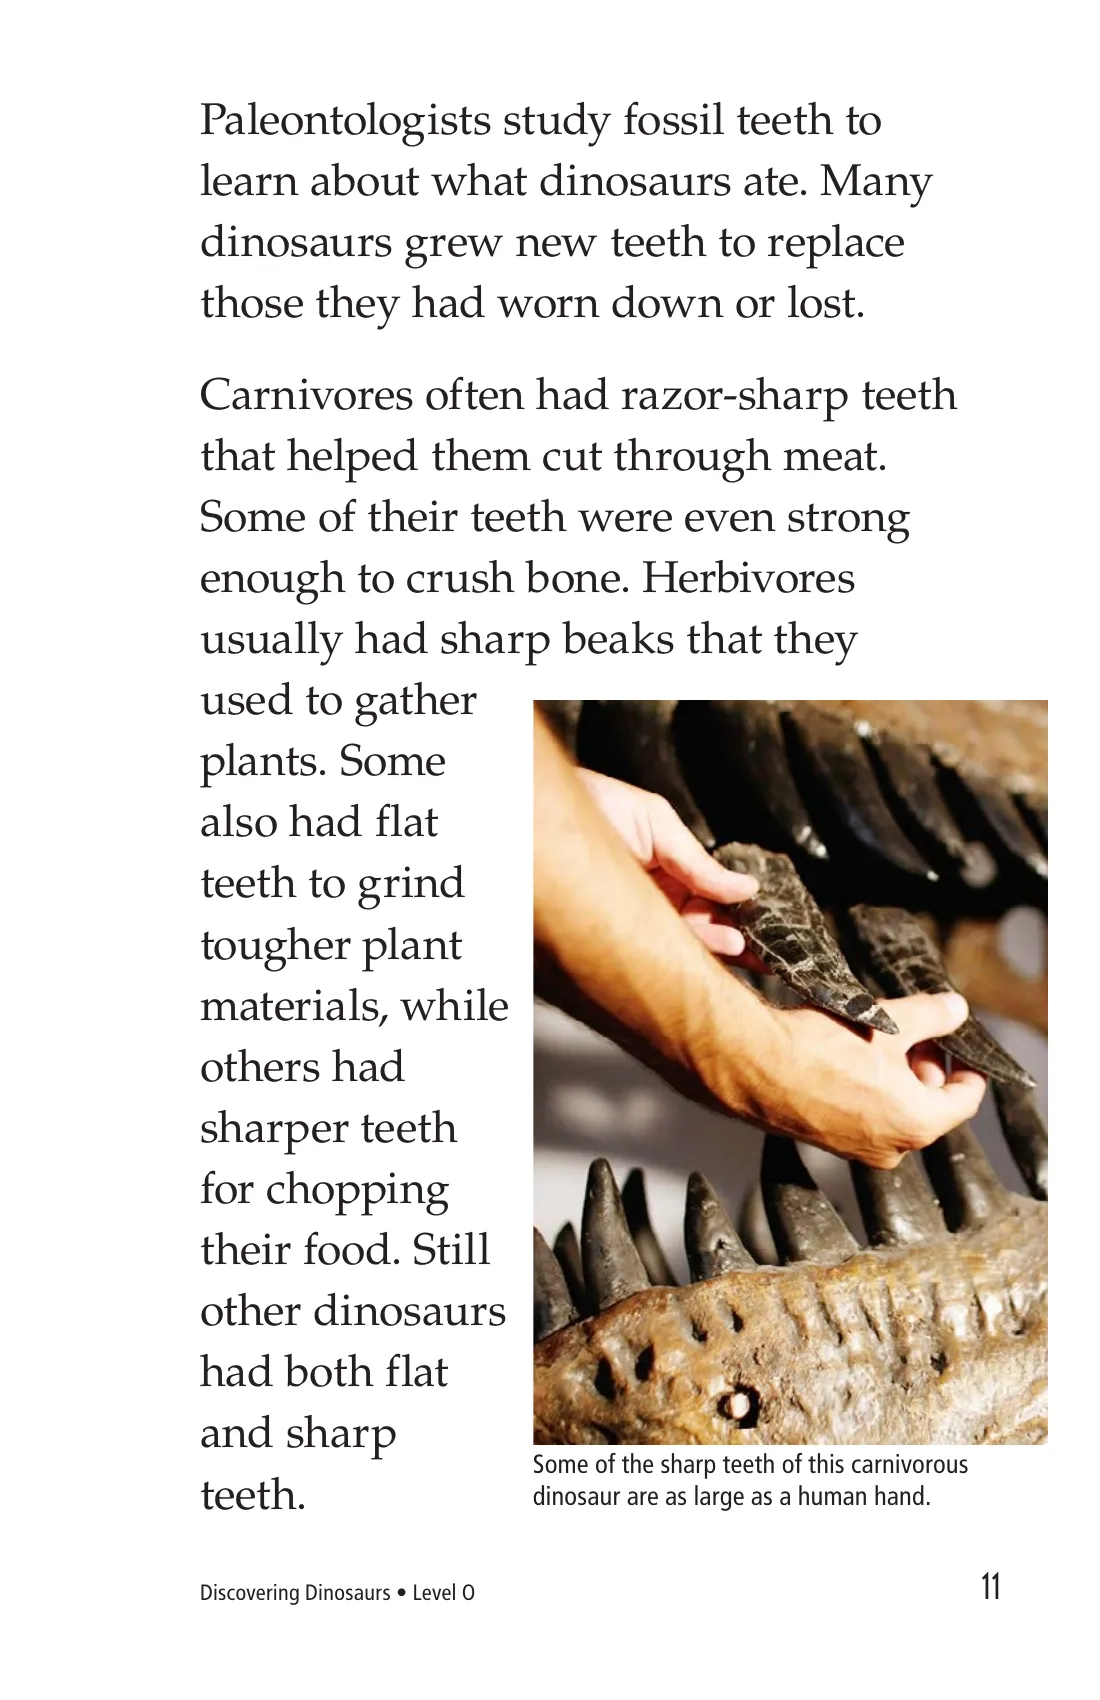 Paleontologists study fossil teeth to
learn about what dinosaurs ate. Many
dinosaurs grew new teeth to replace
those they had worn down or lost.
Carnivores often had razor-sharp teeth
that helped them cut through meat.
Some of their teeth were even strong
enough to crush bone. Herbivores
usually had sharp beaks that they
used to gather
plants. Some
also had flat
teeth to grind
tougher plant
materials, while
others had
sharper teeth
for chopping
their food. Still
other dinosaurs
had both flat
and sharp
teeth.
Some of the sharp teeth of this carnivorous
dinosaur are as large as a human hand.
Discovering Dinosaurs • Level O
11